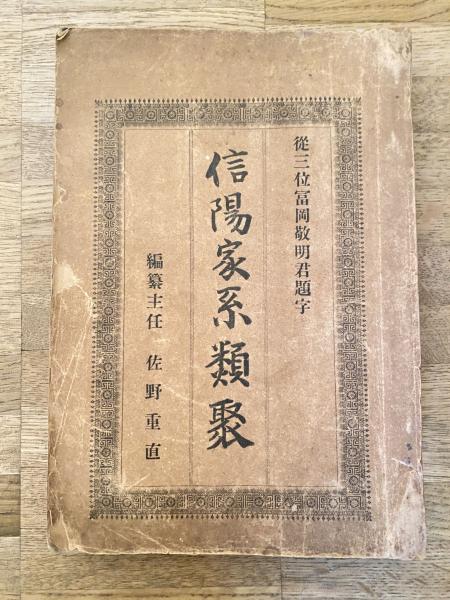 從三位冨岡敬明君題字
信陽家系類聚
編纂主任 佐野重直